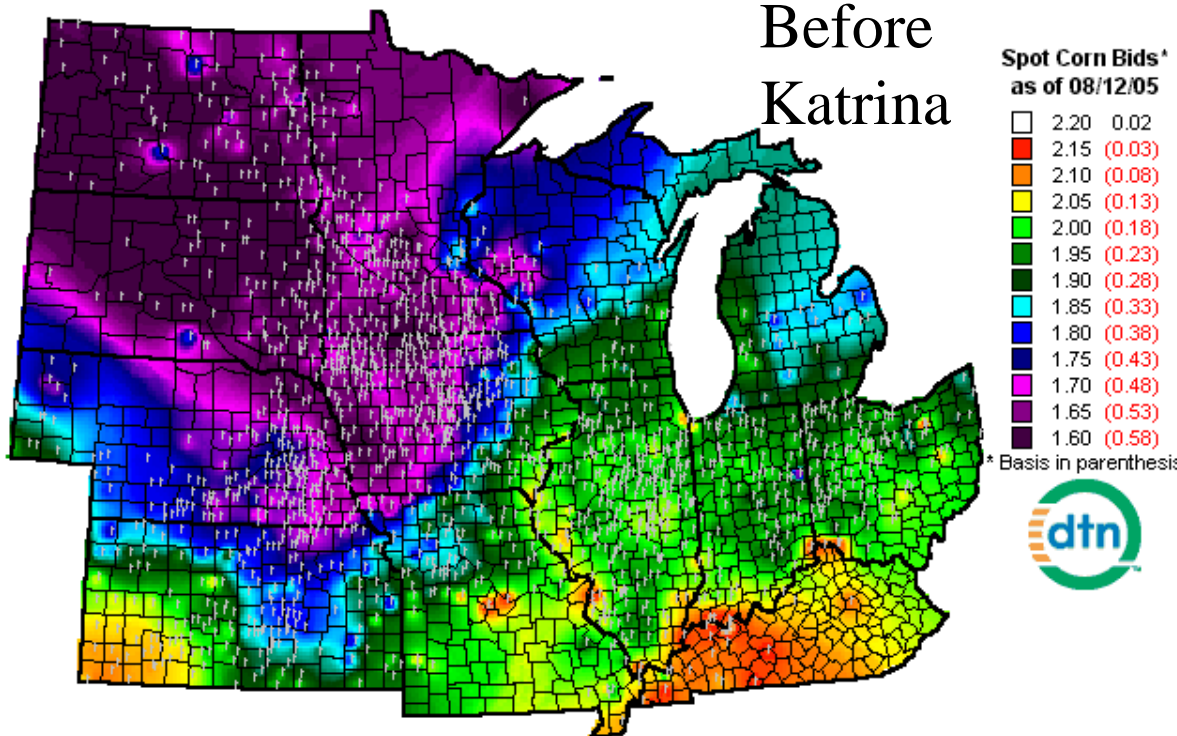 Before
Katrina
Spot Corn Bids*
as of 08/12/05
2.20 0.02
2.15 (0.03)
2.10 (0.08)
2.05 (0.13)
2.00 (0.18)
1.95 (0.23)
1.90 (0.28)
1.85 (0.33)
1.80 (0.38)
1.75 (0.43)
1.70 (0.48)
1.65 (0.53)
1.60 (0.58)
* Basis in parenthesis
dtn